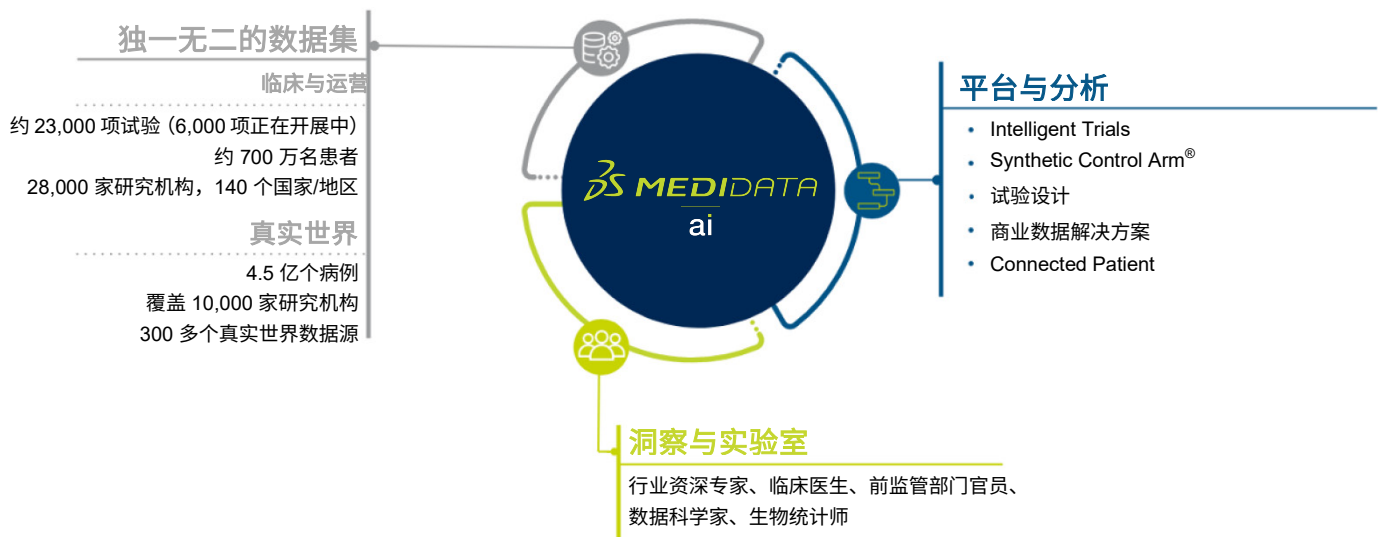 独一无二的数据集
临床与运营
约 23,000 项试验（6,000 项正在开展中）
约 700 万名患者
28,000 家研究机构，140 个国家/地区
真实世界
4.5 亿个病例
覆盖 10,000 家研究机构
300 多个真实世界数据源
3DS MEDIDATA
ai
平台与分析
• Intelligent Trials
• Synthetic Control Arm®
• 试验设计
• 商业数据解决方案
• Connected Patient
洞察与实验室
行业资深专家、临床医生、前监管部门官员、
数据科学家、生物统计师